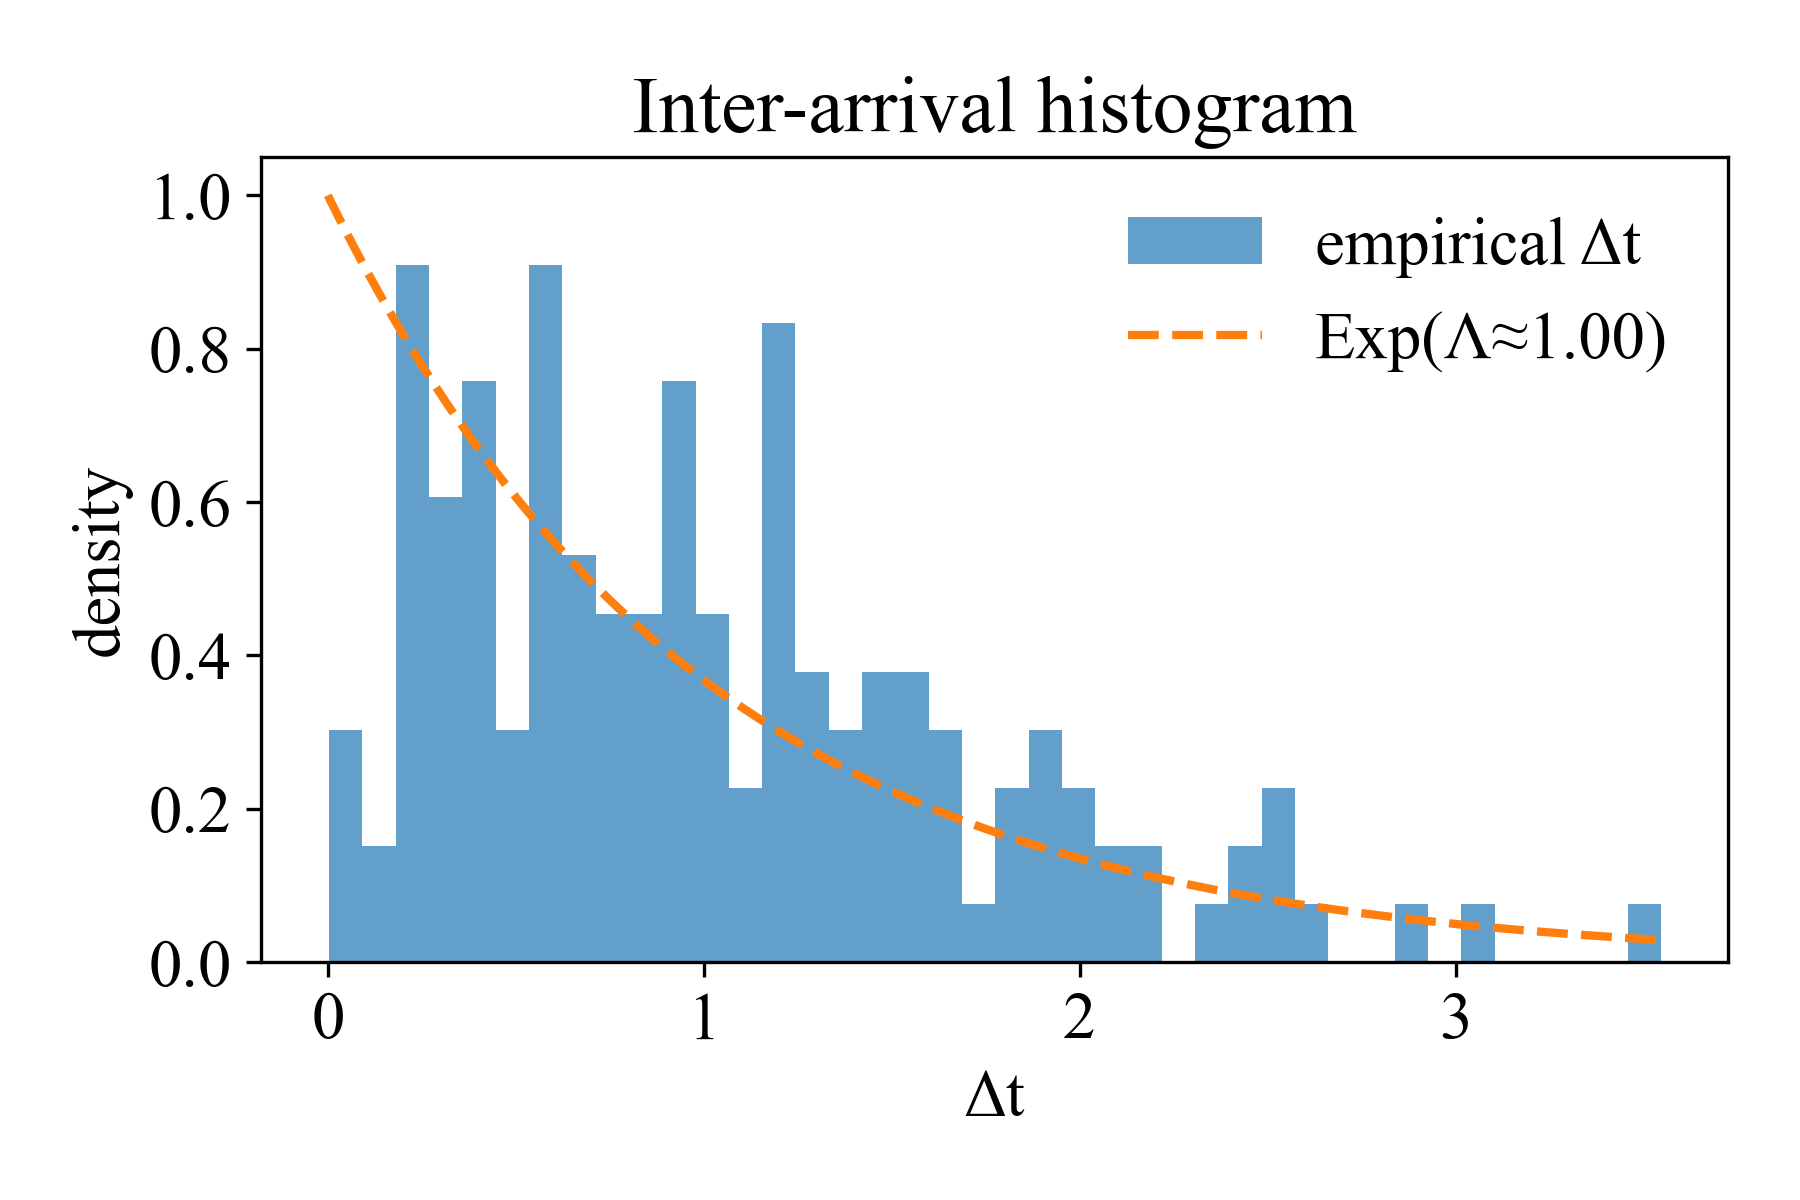 Inter-arrival histogram
empirical Δt
Exp(Λ≈1.00)
density
1.0
0.8
0.6
0.4
0.2
0.0
0
1
2
3
Δt